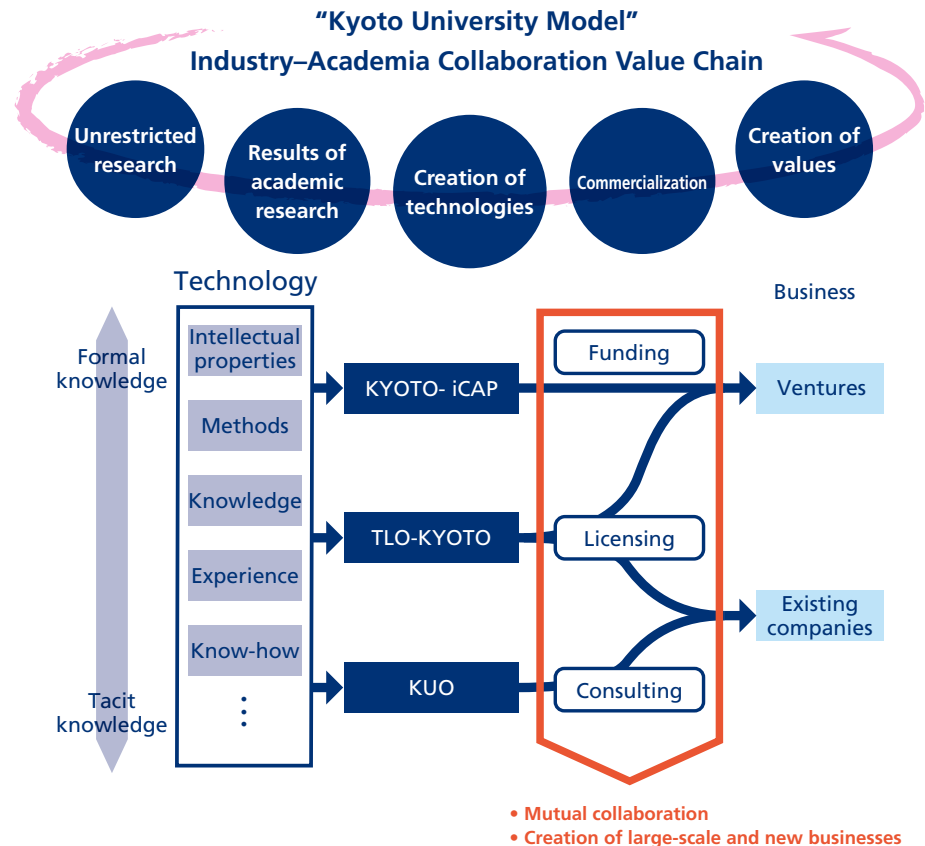 “Kyoto University Model”
Industry–Academia Collaboration Value Chain
Unrestricted
research
Results of
academic
research
Creation of
technologies
Commercialization
Creation of
values
Technology
Business
Formal
knowledge
Tacit
knowledge
Intellectual
properties
Methods
Knowledge
Experience
Know-how
⋮
KYOTO- iCAP
TLO-KYOTO
KUO
Funding
Licensing
Consulting
Ventures
Existing
companies
• Mutual collaboration
• Creation of large-scale and new businesses